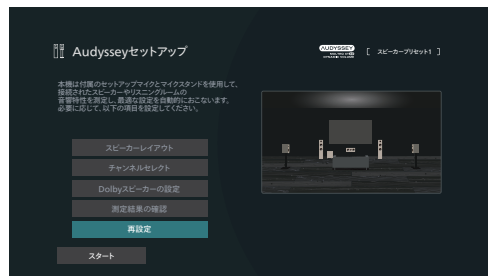 Audysseyセットアップ
AUDYSSEY
[ スピーカープリセット1 ]
本機は付属のセットアップマイクとマイクスタンドを使用して、
接続されたスピーカーやリスニングルームの
音響特性を測定し、最適な設定を自動的におこないます。
必要に応じて、以下の項目を設定してください。
スピーカーレイアウト
チャンネルセレクト
Dolbyスピーカーの設定
測定結果の確認
再設定
スタート